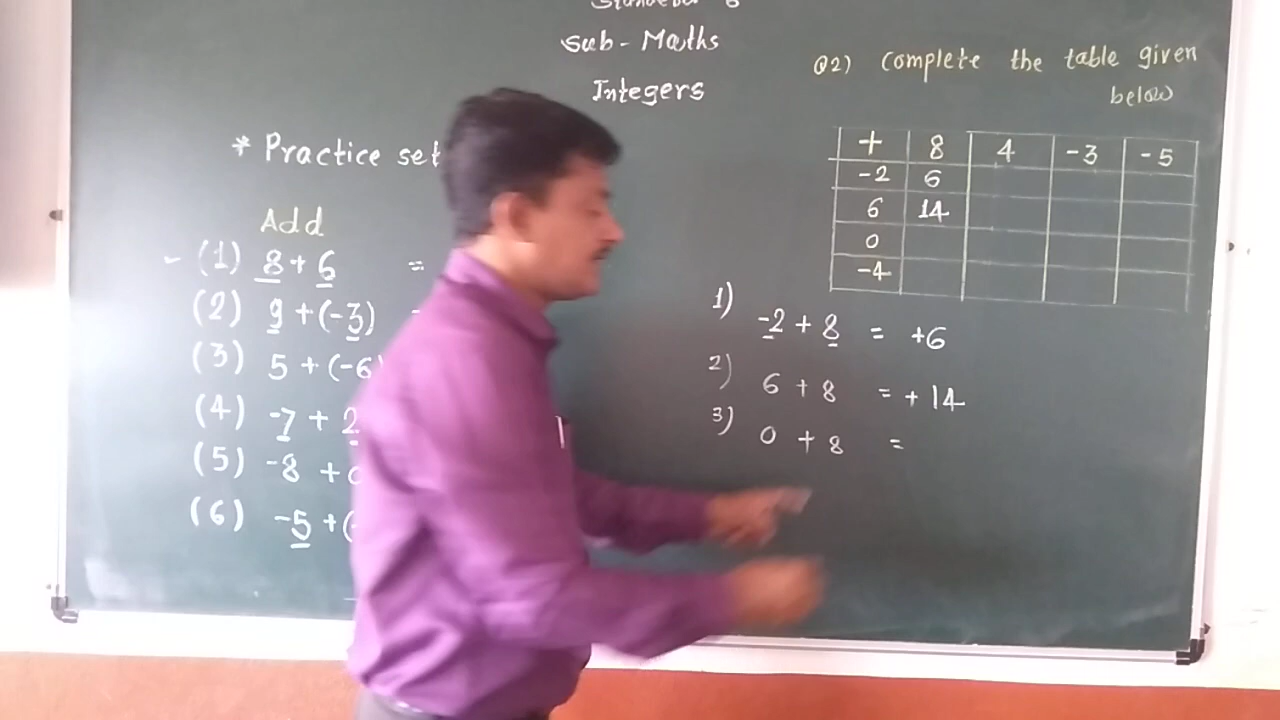 Sub - Maths
Integers
* Practice set
Add
(1) 8 + 6 =
(2) 9 + (-3)
(3) 5 + (-6)
(4) -7 + 2
(5) -8 +
(6) -5 + (-
Q2) Complete the table given
below
+ 8 4 -3 -5
-2 6
6 14
0
-4
1) -2 + 8 = +6
2) 6 + 8 = + 14
3) 0 + 8 =